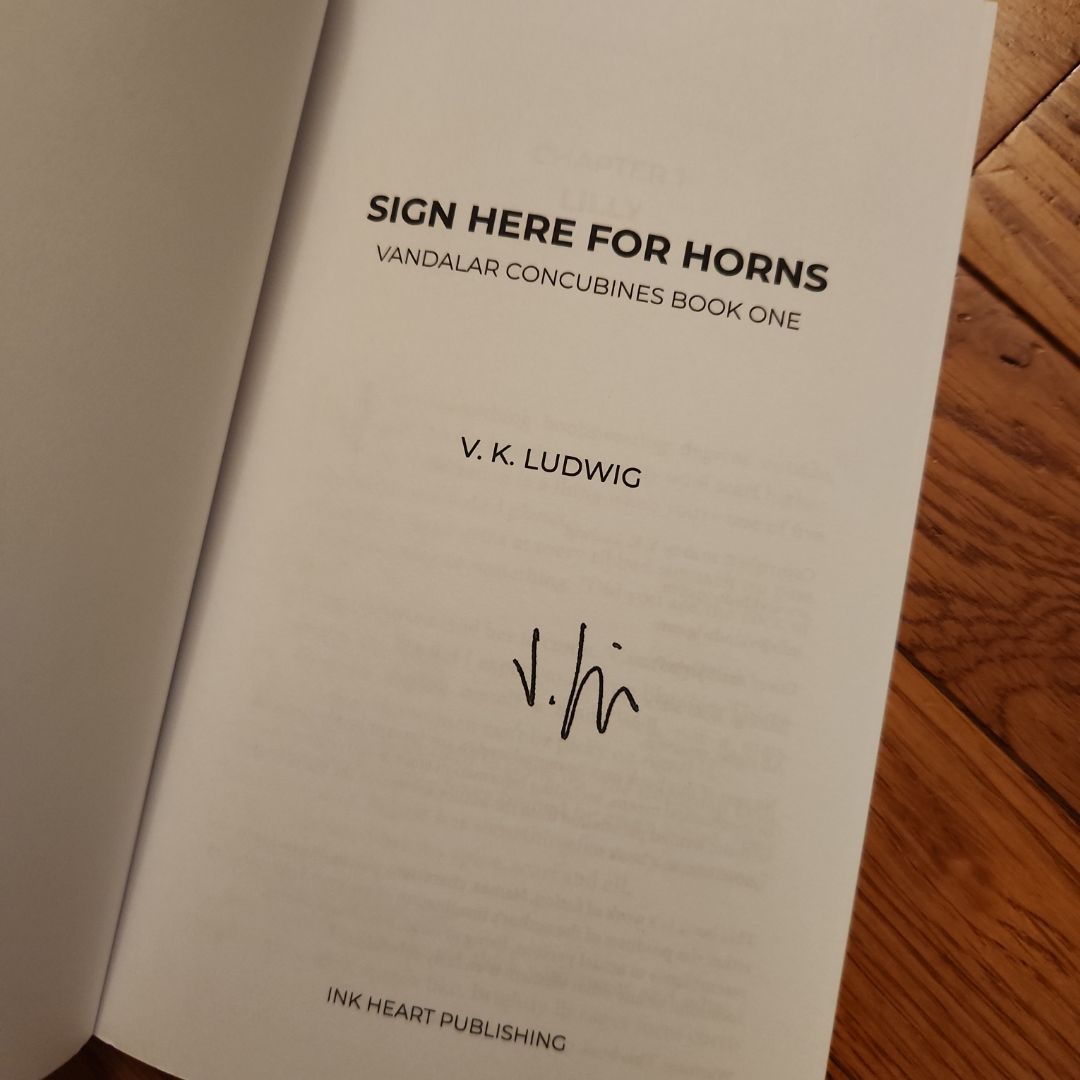 SIGN HERE FOR HORNS
VANDALAR CONCUBINES BOOK ONE
V. K. LUDWIG
INK HEART PUBLISHING